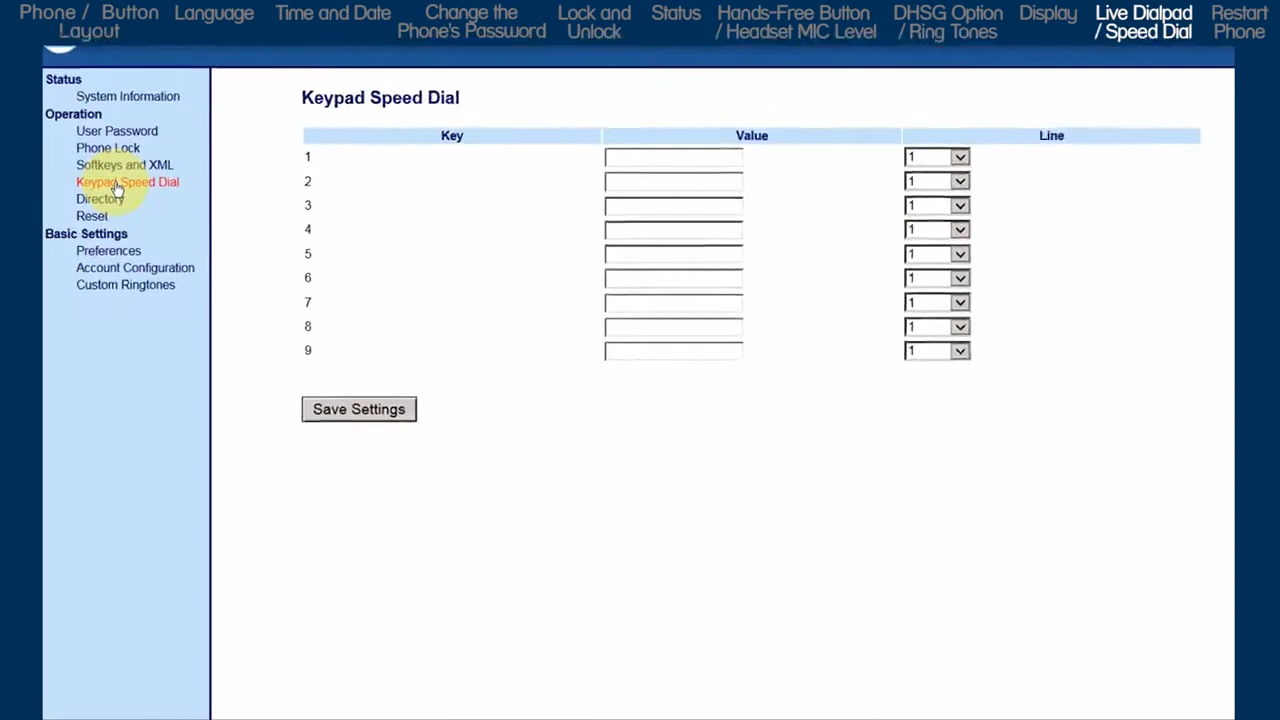 Phone / Button Layout
Language
Time and Date
Change the Phone's Password
Lock and Unlock
Status
Hands-Free Button / Headset MIC Level
DHSG Option / Ring Tones
Display
Live Dialpad / Speed Dial
Restart Phone
Status
System Information
Operation
User Password
Phone Lock
Softkeys and XML
Keypad Speed Dial
Directory
Reset
Basic Settings
Preferences
Account Configuration
Custom Ringtones
Keypad Speed Dial
Key Value Line
1 1
2 1
3 1
4 1
5 1
6 1
7 1
8 1
9 1
Save Settings